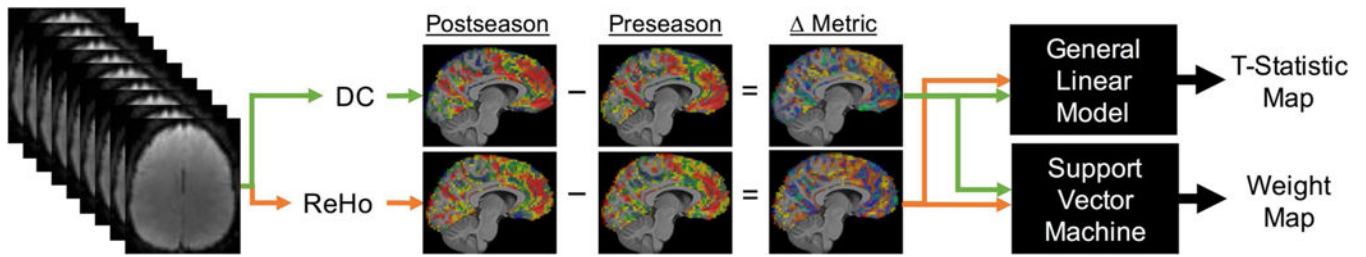 Postseason
Preseason
Δ Metric
DC
−
=
General
Linear
Model
T-Statistic
Map
ReHo
−
=
Support
Vector
Machine
Weight
Map